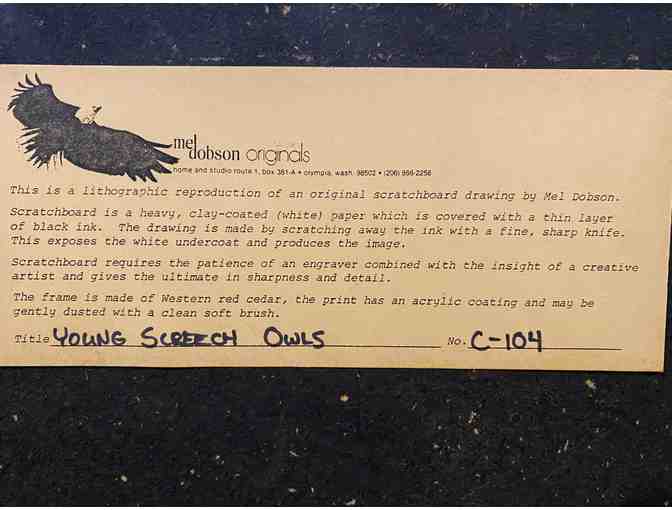 mel dobson originals
home and studio route 1, box 381-A • olympia, wash. 98502 • (206) 866-2256
This is a lithographic reproduction of an original scratchboard drawing by Mel Dobson.
Scratchboard is a heavy, clay-coated (white) paper which is covered with a thin layer
of black ink. The drawing is made by scratching away the ink with a fine, sharp knife.
This exposes the white undercoat and produces the image.
Scratchboard requires the patience of an engraver combined with the insight of a creative
artist and gives the ultimate in sharpness and detail.
The frame is made of Western red cedar, the print has an acrylic coating and may be
gently dusted with a clean soft brush.
Title YOUNG SCREECH OWLS No. C-104